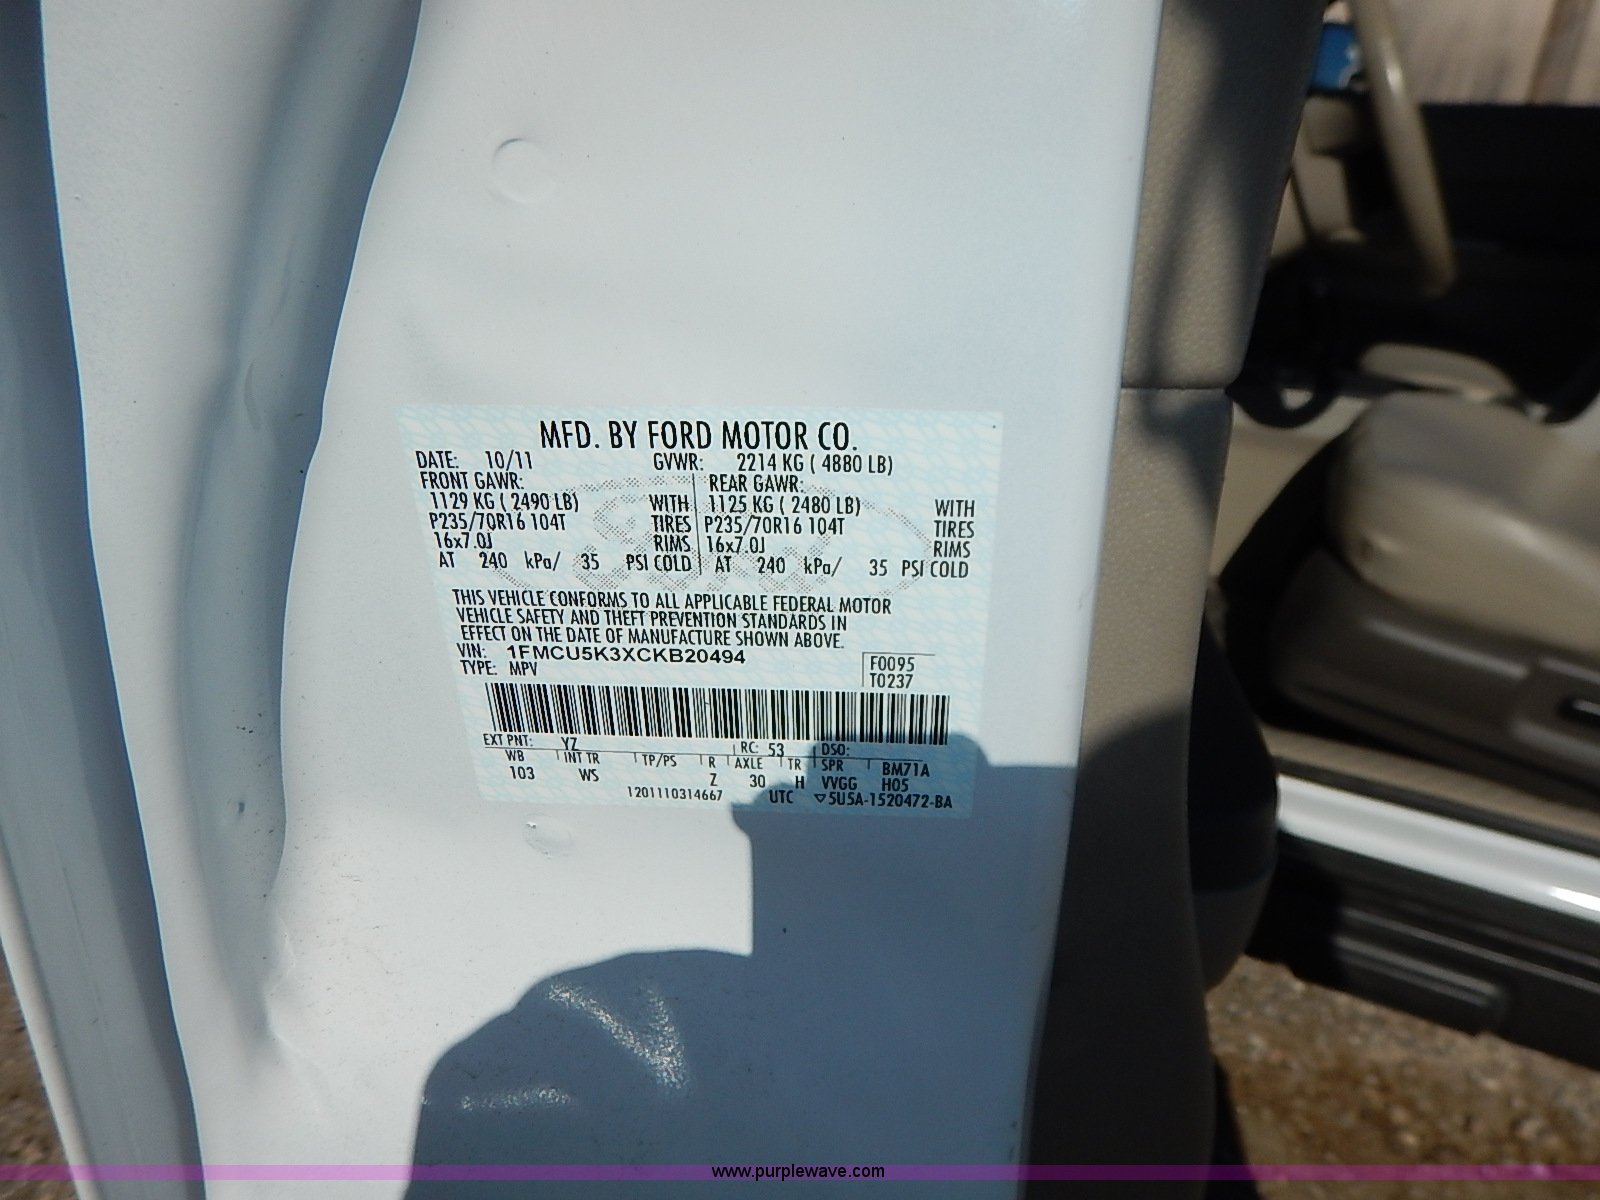 MFD. BY FORD MOTOR CO.
DATE: 10/11 GVWR: 2214 KG ( 4880 LB)
FRONT GAWR: REAR GAWR:
1129 KG ( 2490 LB) WITH 1125 KG ( 2480 LB) WITH
P235/70R16 104T TIRES P235/70R16 104T TIRES
16x7.0J RIMS 16x7.0J RIMS
AT 240 kPa/ 35 PSI COLD AT 240 kPa/ 35 PSI COLD
THIS VEHICLE CONFORMS TO ALL APPLICABLE FEDERAL MOTOR
VEHICLE SAFETY AND THEFT PREVENTION STANDARDS IN
EFFECT ON THE DATE OF MANUFACTURE SHOWN ABOVE.
VIN: 1FMCU5K3XCKB20494 F0095
TYPE: MPV T0237
EXT PNT: YZ RC: 53 DSO:
WB INT TR TP/PS R AXLE TR SPR BM71A
103 WS Z 30 H VVGG H05
1201110314667 UTC ▽5U5A-1520472-BA
www.purplewave.com